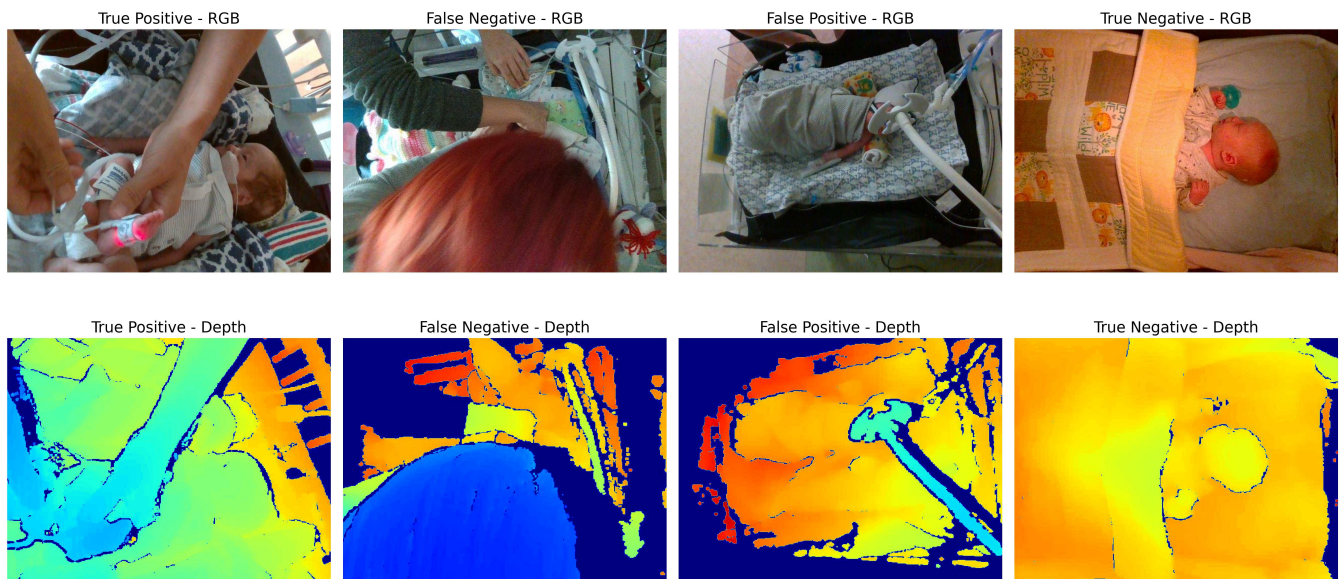 True Positive - RGB
False Negative - RGB
False Positive - RGB
True Negative - RGB
True Positive - Depth
False Negative - Depth
False Positive - Depth
True Negative - Depth